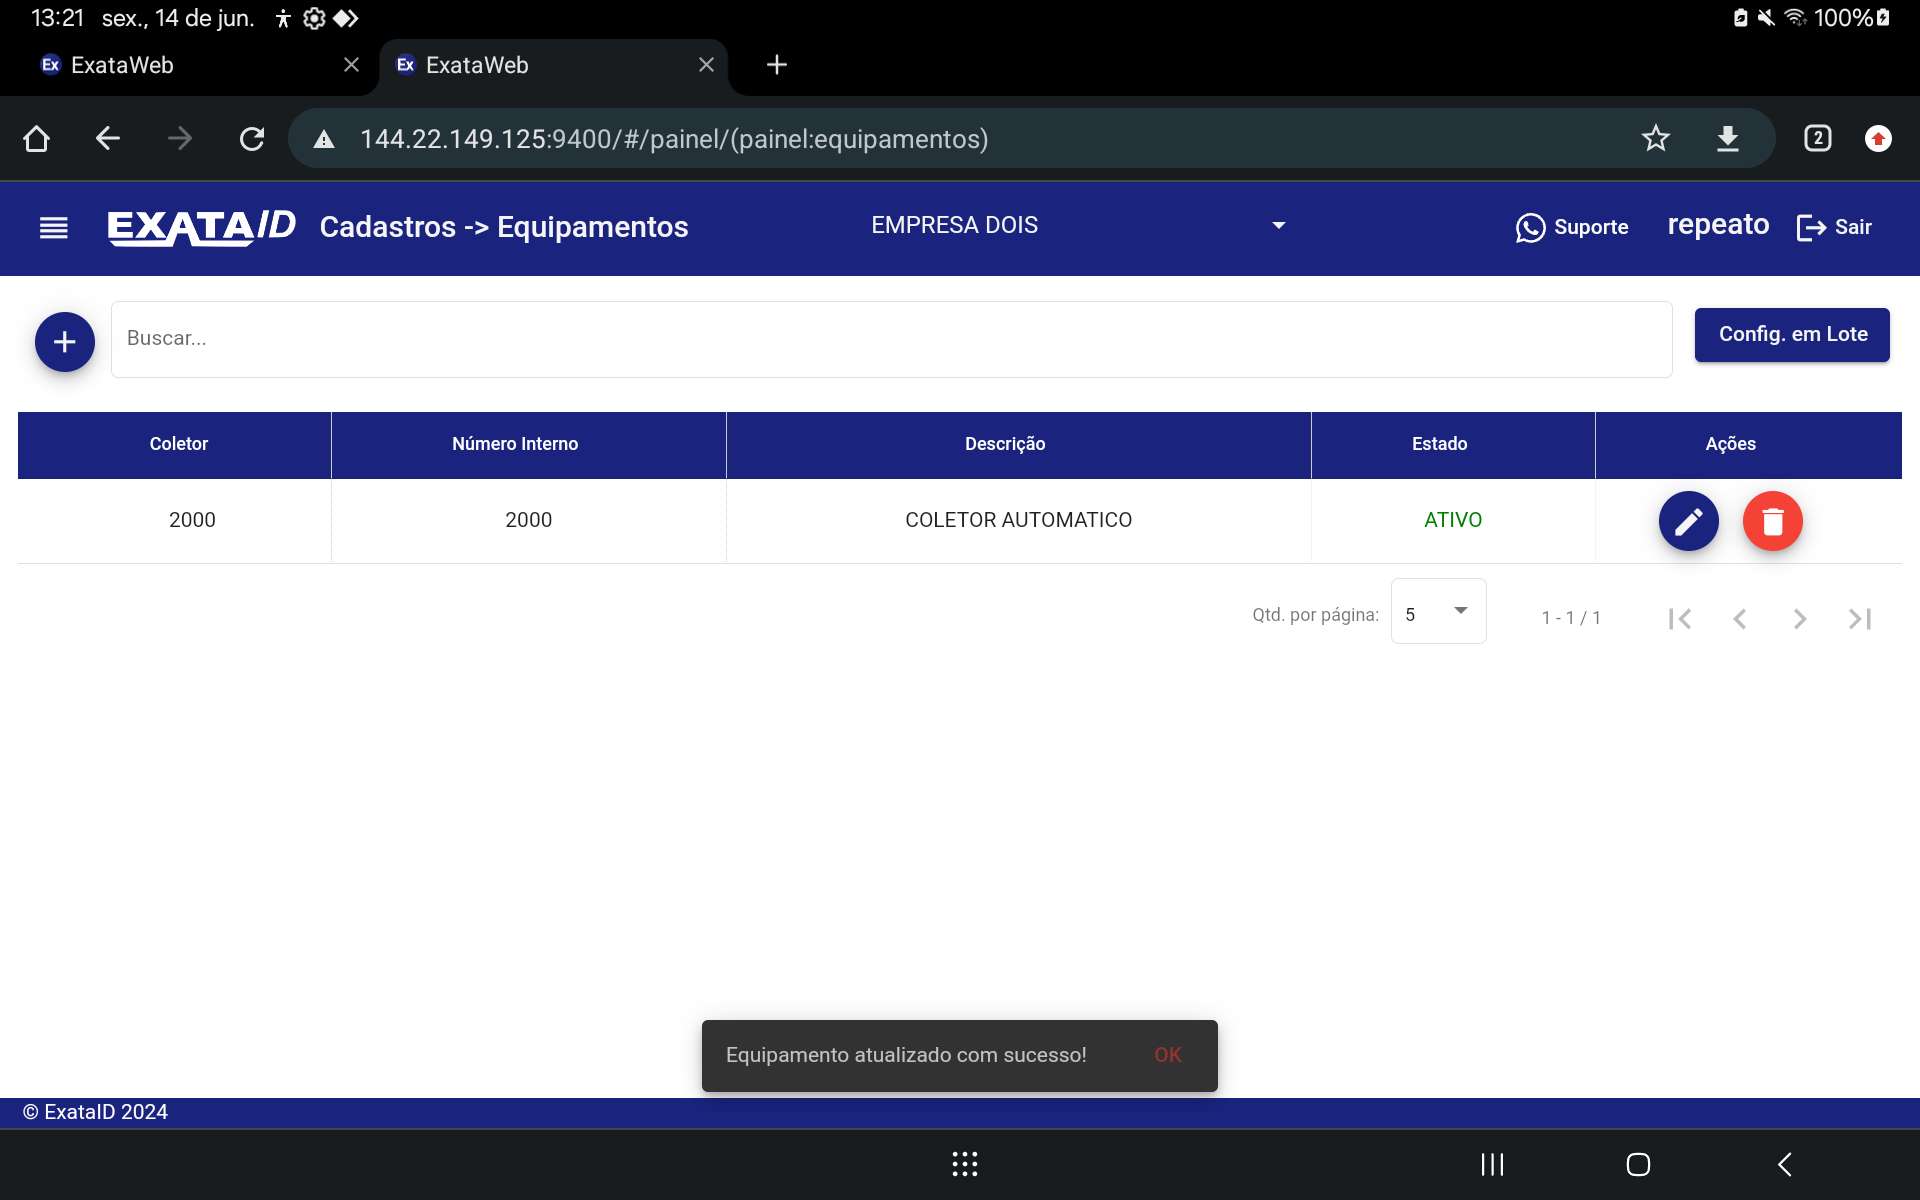 13:21 sex., 14 de jun. 100%
Ex ExataWeb Ex ExataWeb
144.22.149.125:9400/#/painel/(painel:equipamentos) 2
EXATAID Cadastros -> Equipamentos EMPRESA DOIS Suporte repeato Sair
Buscar... Config. em Lote
Coletor Número Interno Descrição Estado Ações
2000 2000 COLETOR AUTOMATICO ATIVO
Qtd. por página: 5 1 - 1 / 1
Equipamento atualizado com sucesso! OK
© ExataID 2024